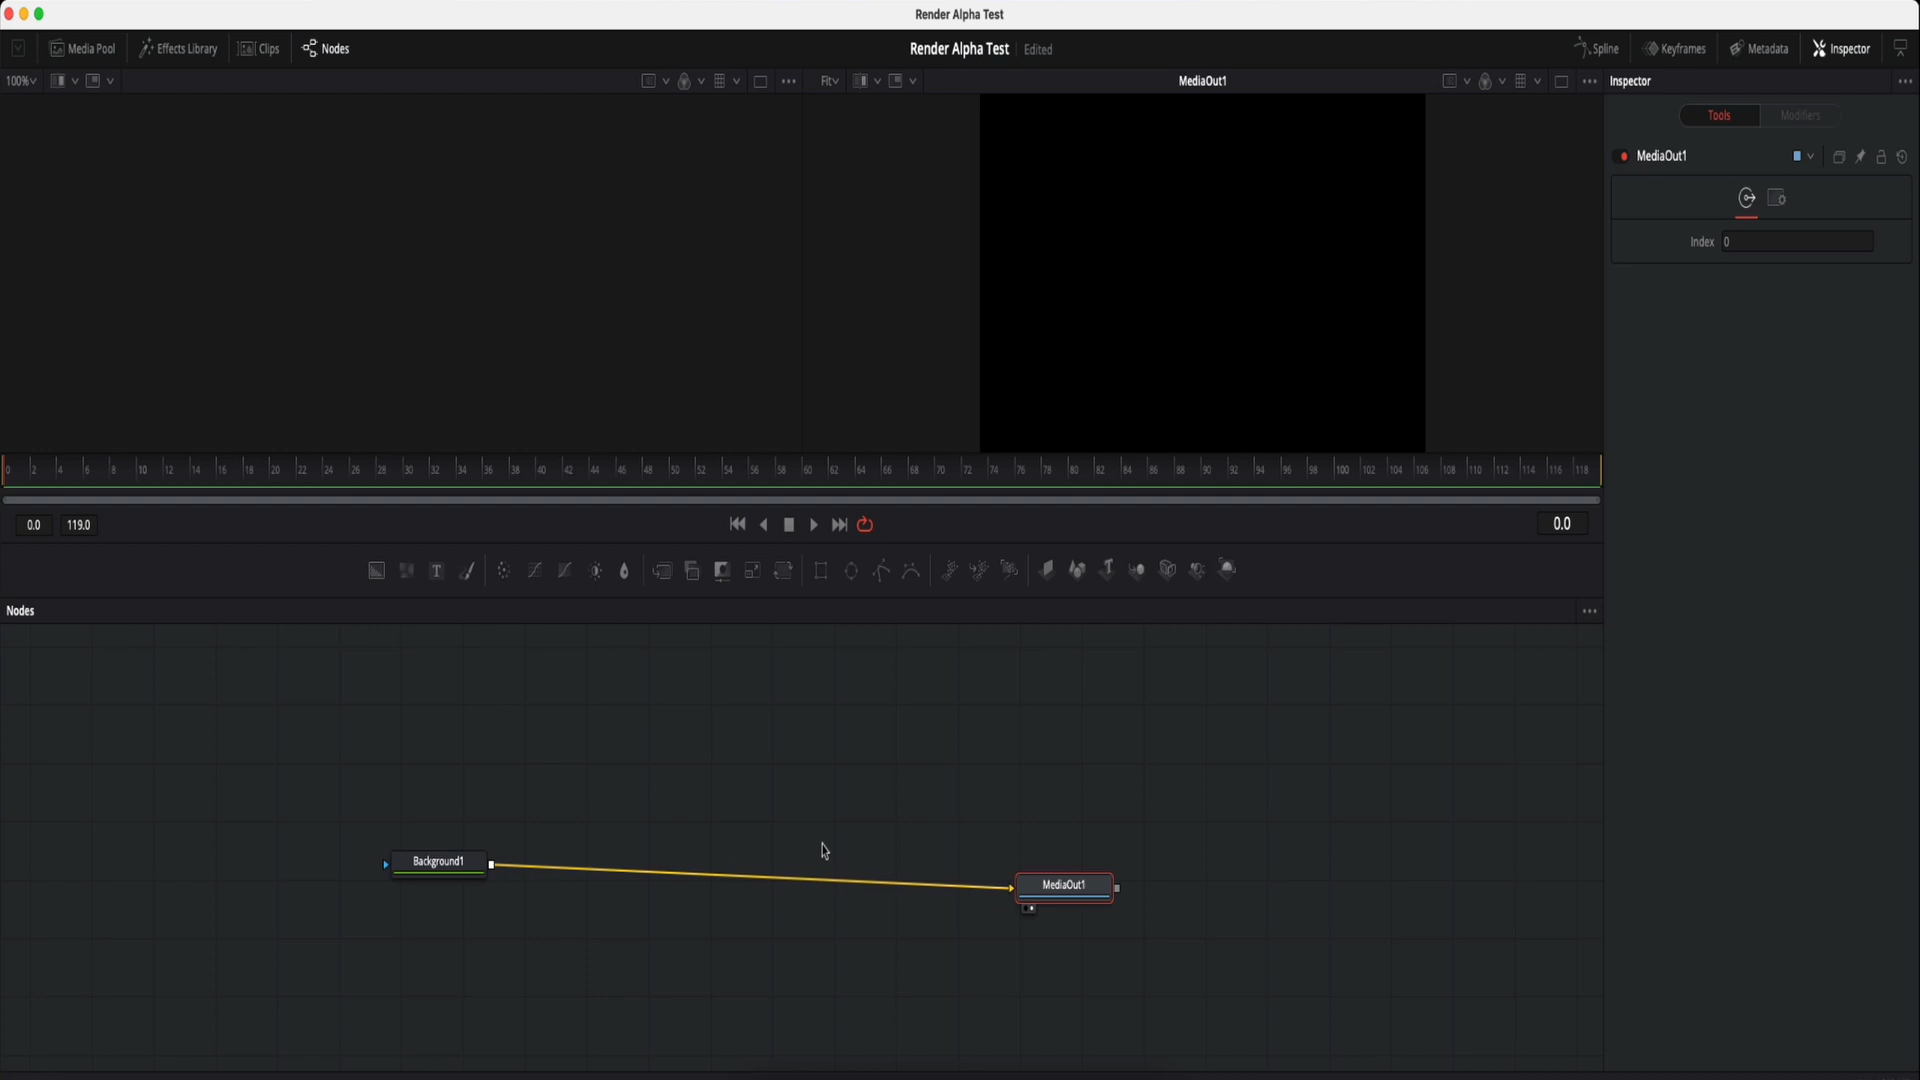 Render Alpha Test
Media Pool
Effects Library
Clips
Nodes
Render Alpha Test
Edited
Spline
Keyframes
Metadata
Inspector
100%
Fit
MediaOut1
Inspector
Tools
Modifiers
MediaOut1
Index
0
0 2 4 6 8 10 12 14 16 18 20 22 24 26 28 30 32 34 36 38 40 42 44 46 48 50 52 54 56 58 60 62 64 66 68 70 72 74 76 78 80 82 84 86 88 90 92 94 96 98 100 102 104 106 108 110 112 114 116 118
0.0
119.0
0.0
T
Nodes
Background1
MediaOut1